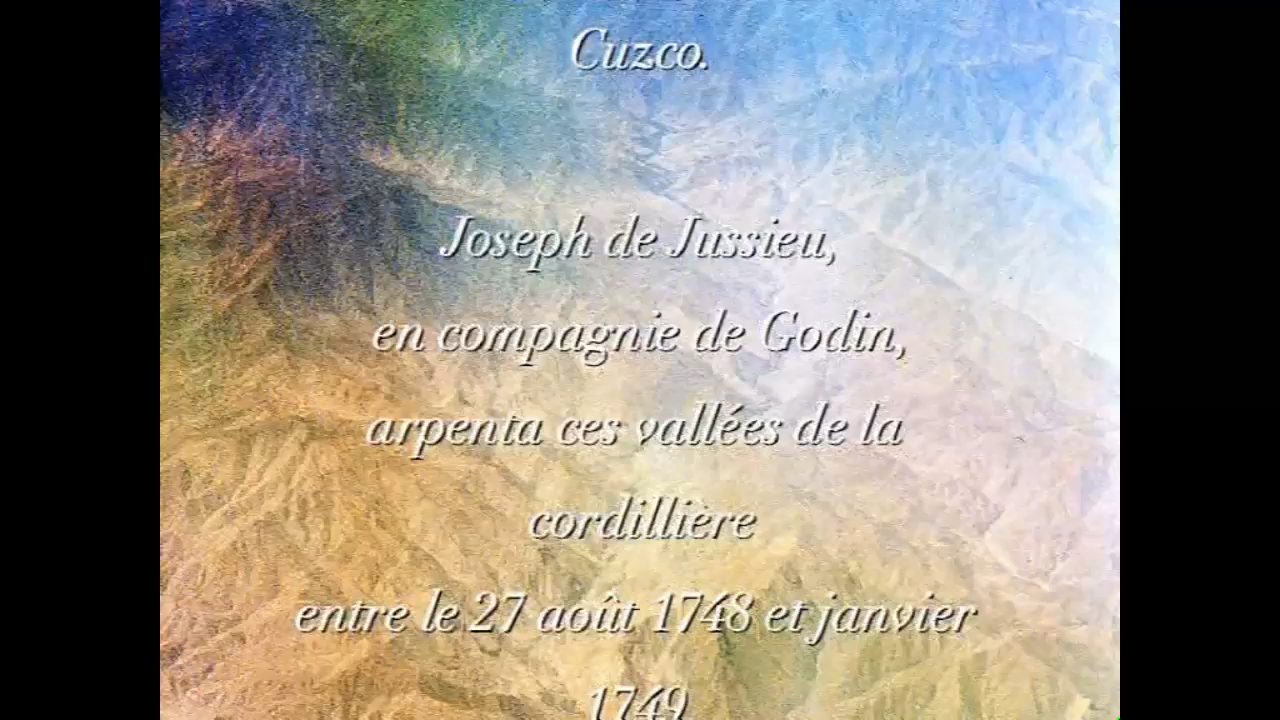 Cuzco.
Joseph de Jussieu,
en compagnie de Godin,
arpenta ces vallées de la
cordillière
entre le 27 août 1748 et janvier
1749